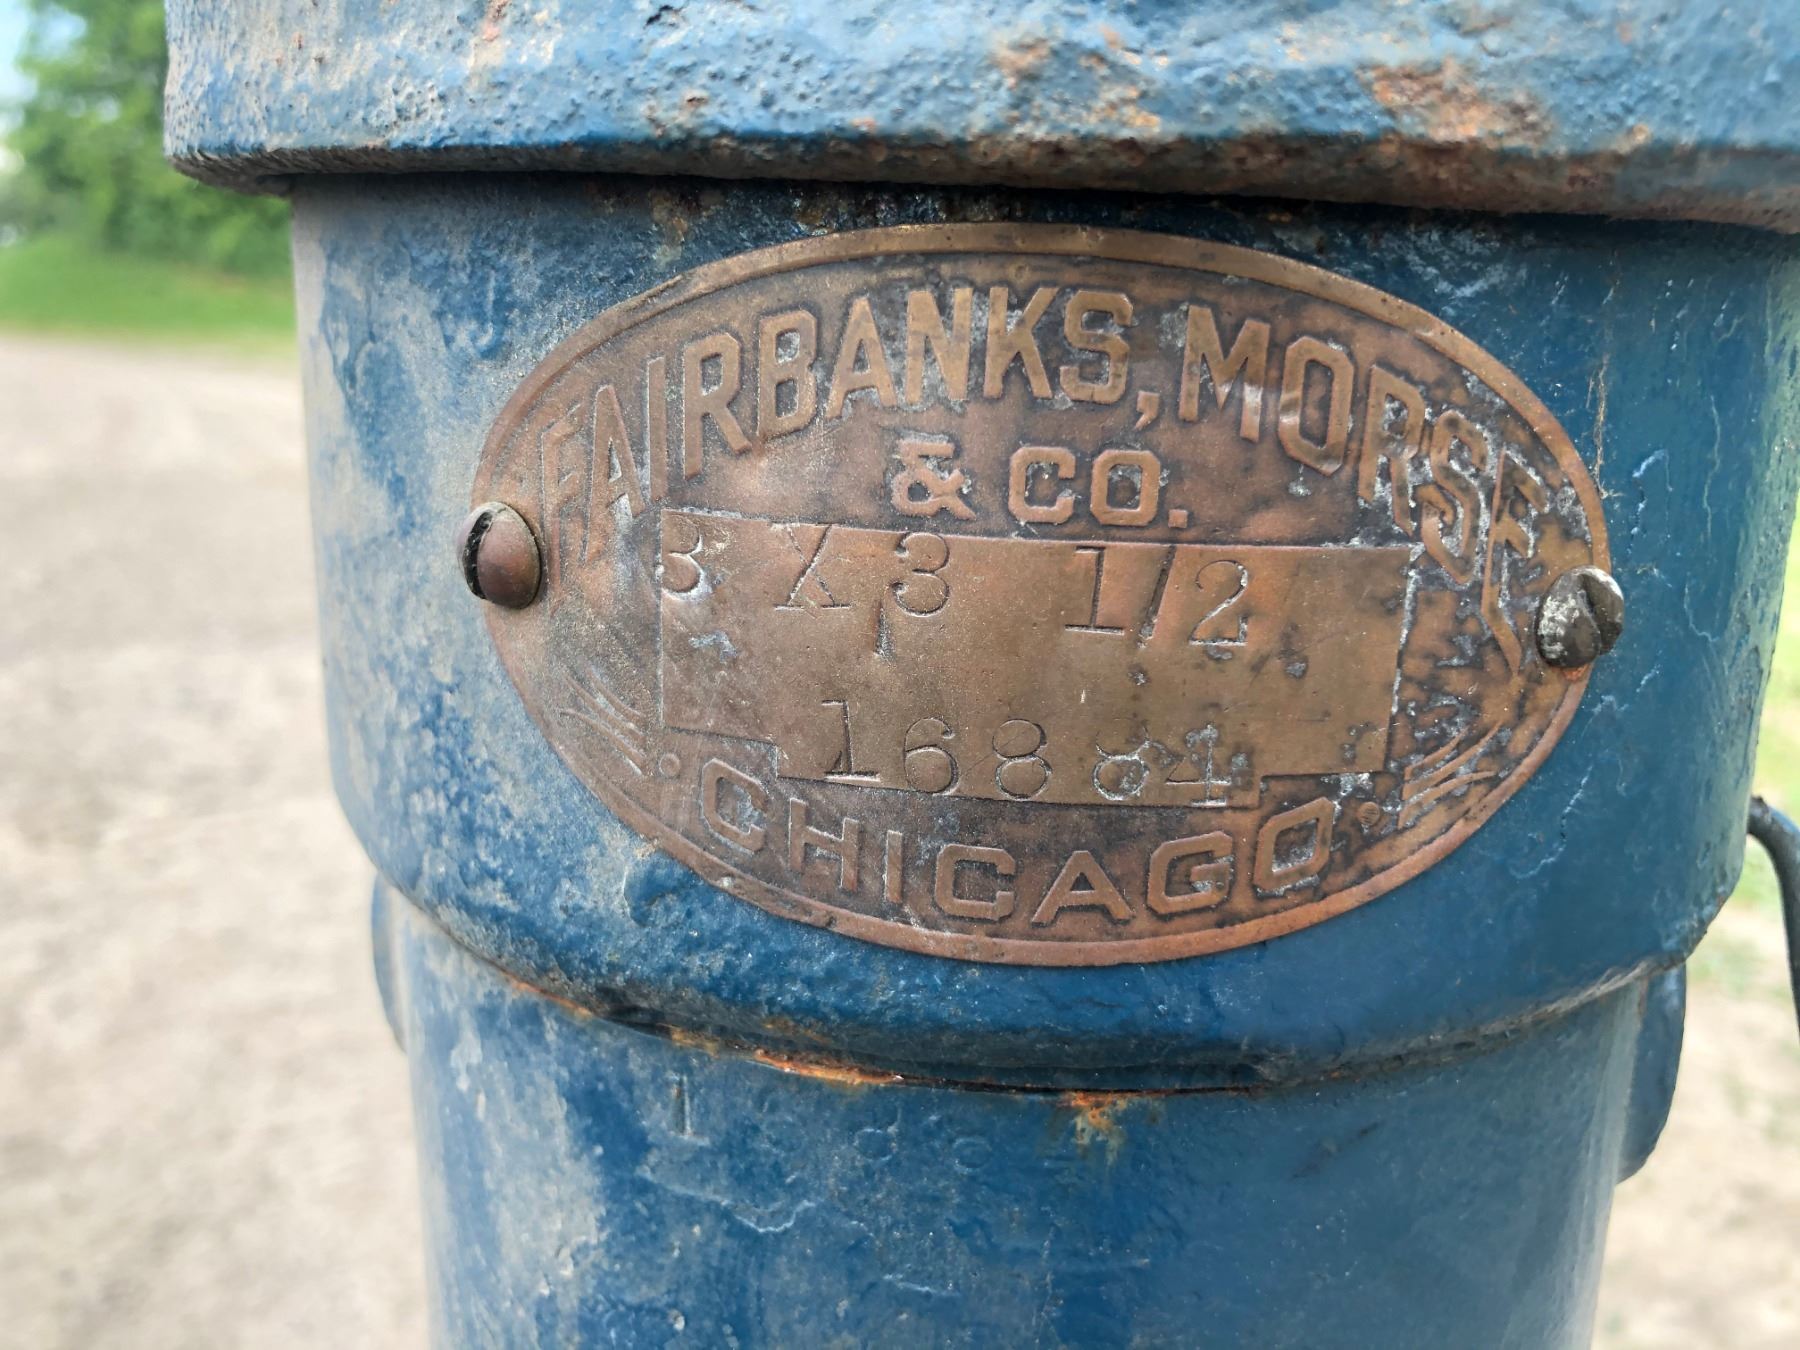 FAIRBANKS, MORSE
& CO.
3 X 3 1/2
16884
CHICAGO